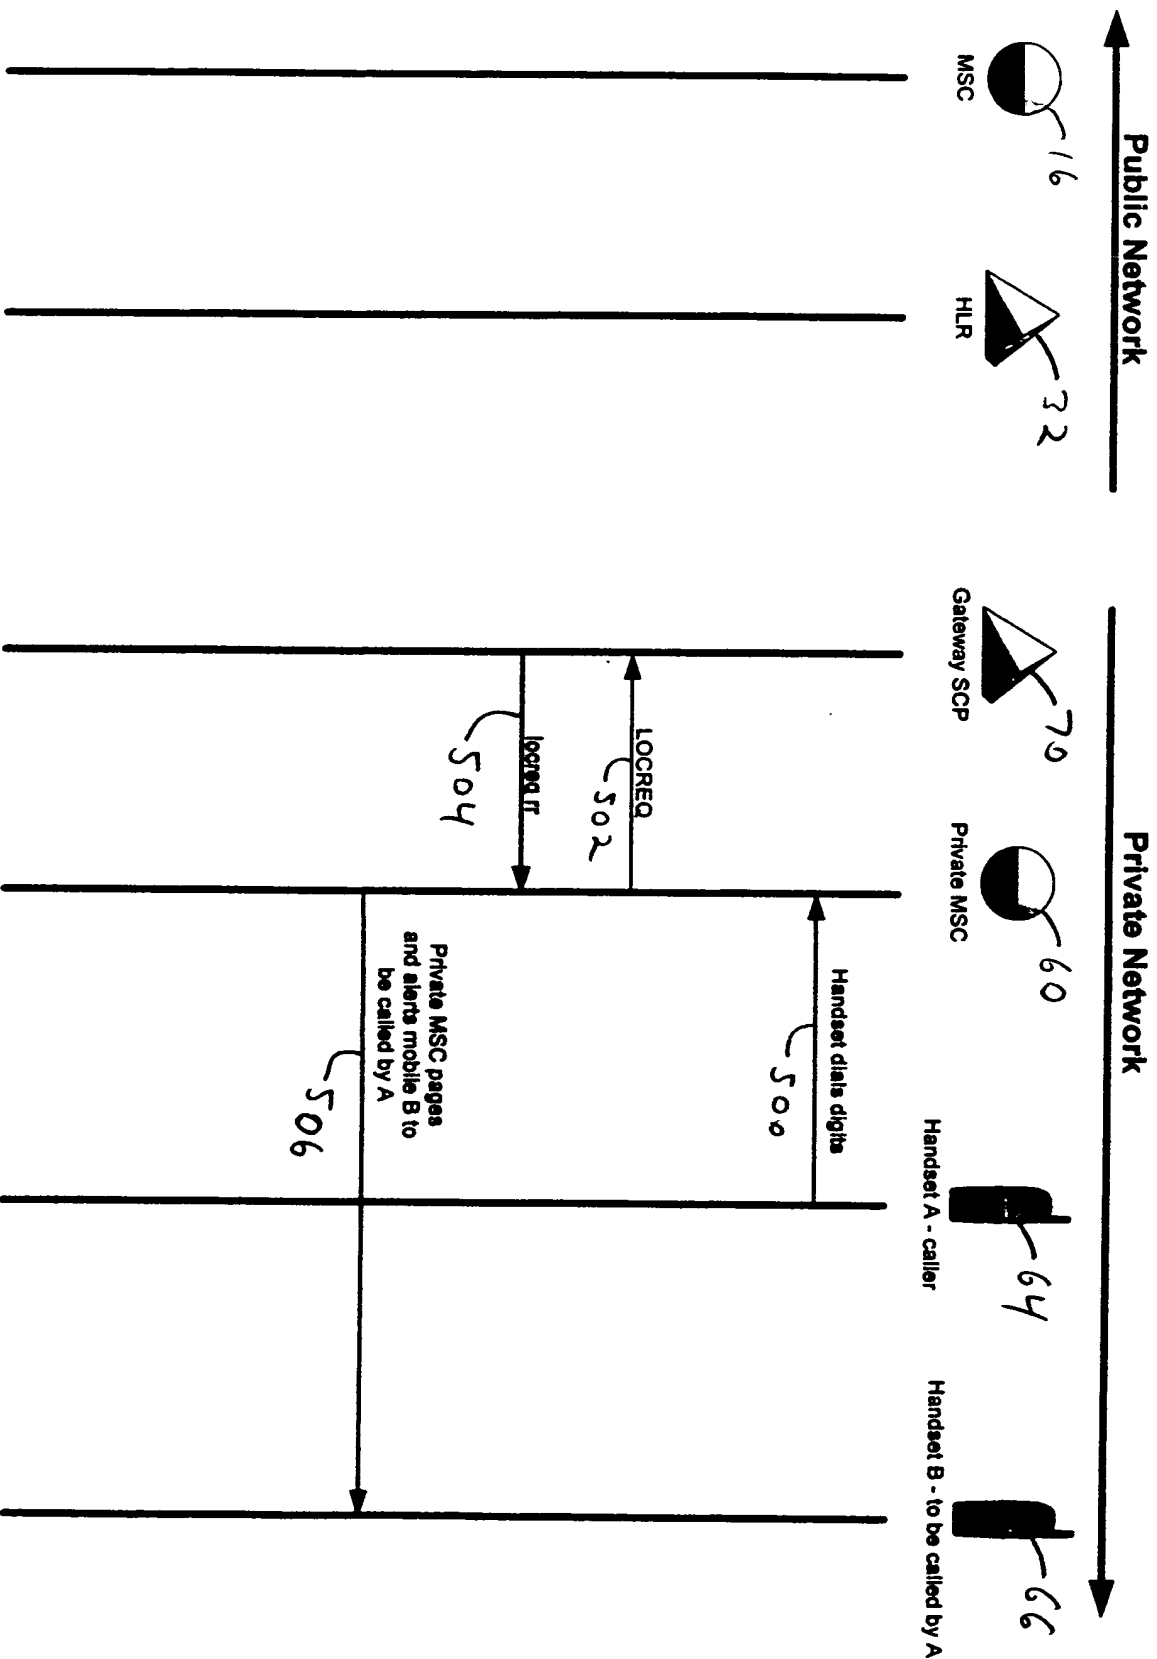 Public Network
Private Network
16
32
70
60
64
66
MSC
HLR
Gateway SCP
Private MSC
Handset A - caller
Handset B - to be called by A
Handset dials digits
500
LOCREQ
502
locreq rr
504
Private MSC pages
and alerts mobile B to
be called by A
506